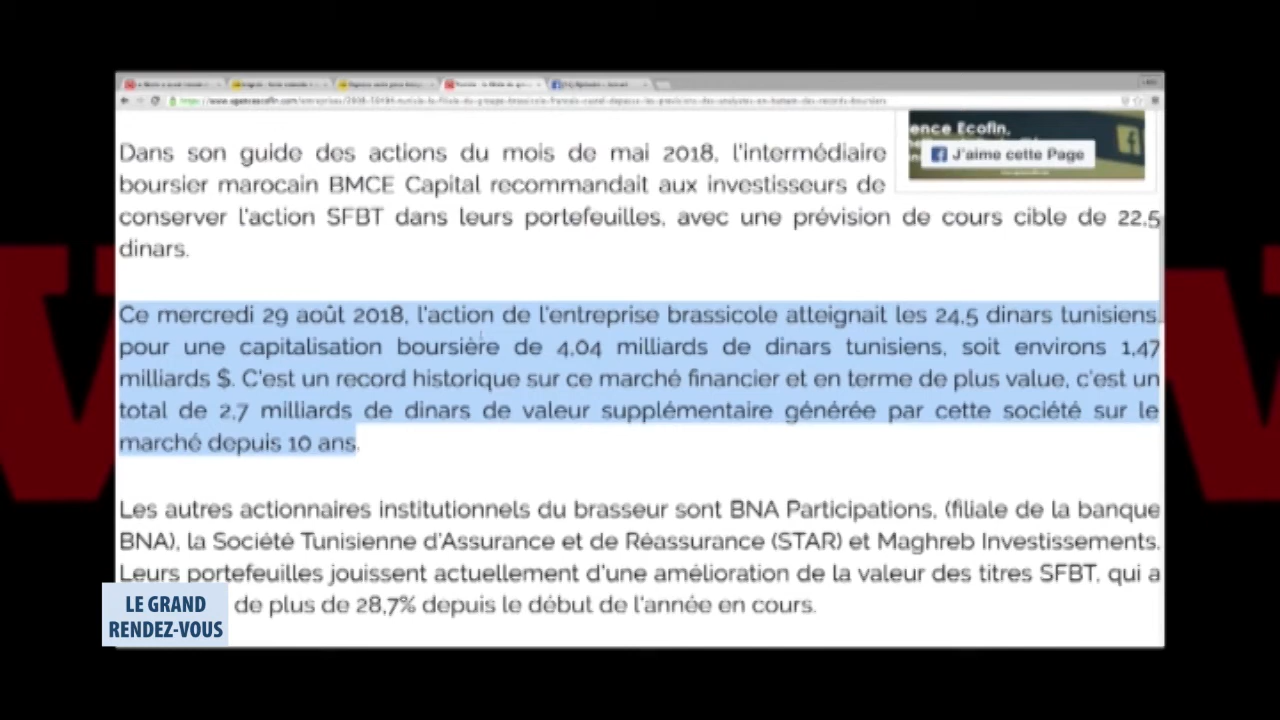 ence Ecofin,
J'aime cette Page
Dans son guide des actions du mois de mai 2018, l'intermédiaire
boursier marocain BMCE Capital recommandait aux investisseurs de
conserver l'action SFBT dans leurs portefeuilles, avec une prévision de cours cible de 22,5
dinars.
Ce mercredi 29 août 2018, l'action de l'entreprise brassicole atteignait les 24,5 dinars tunisiens,
pour une capitalisation boursière de 4,04 milliards de dinars tunisiens, soit environs 1,47
milliards $. C'est un record historique sur ce marché financier et en terme de plus value, c'est un
total de 2,7 milliards de dinars de valeur supplémentaire générée par cette société sur le
marché depuis 10 ans.
Les autres actionnaires institutionnels du brasseur sont BNA Participations, (filiale de la banque
BNA), la Société Tunisienne d'Assurance et de Réassurance (STAR) et Maghreb Investissements.
Leurs portefeuilles jouissent actuellement d'une amélioration de la valeur des titres SFBT, qui a
de plus de 28,7% depuis le début de l'année en cours.
LE GRAND
RENDEZ-VOUS